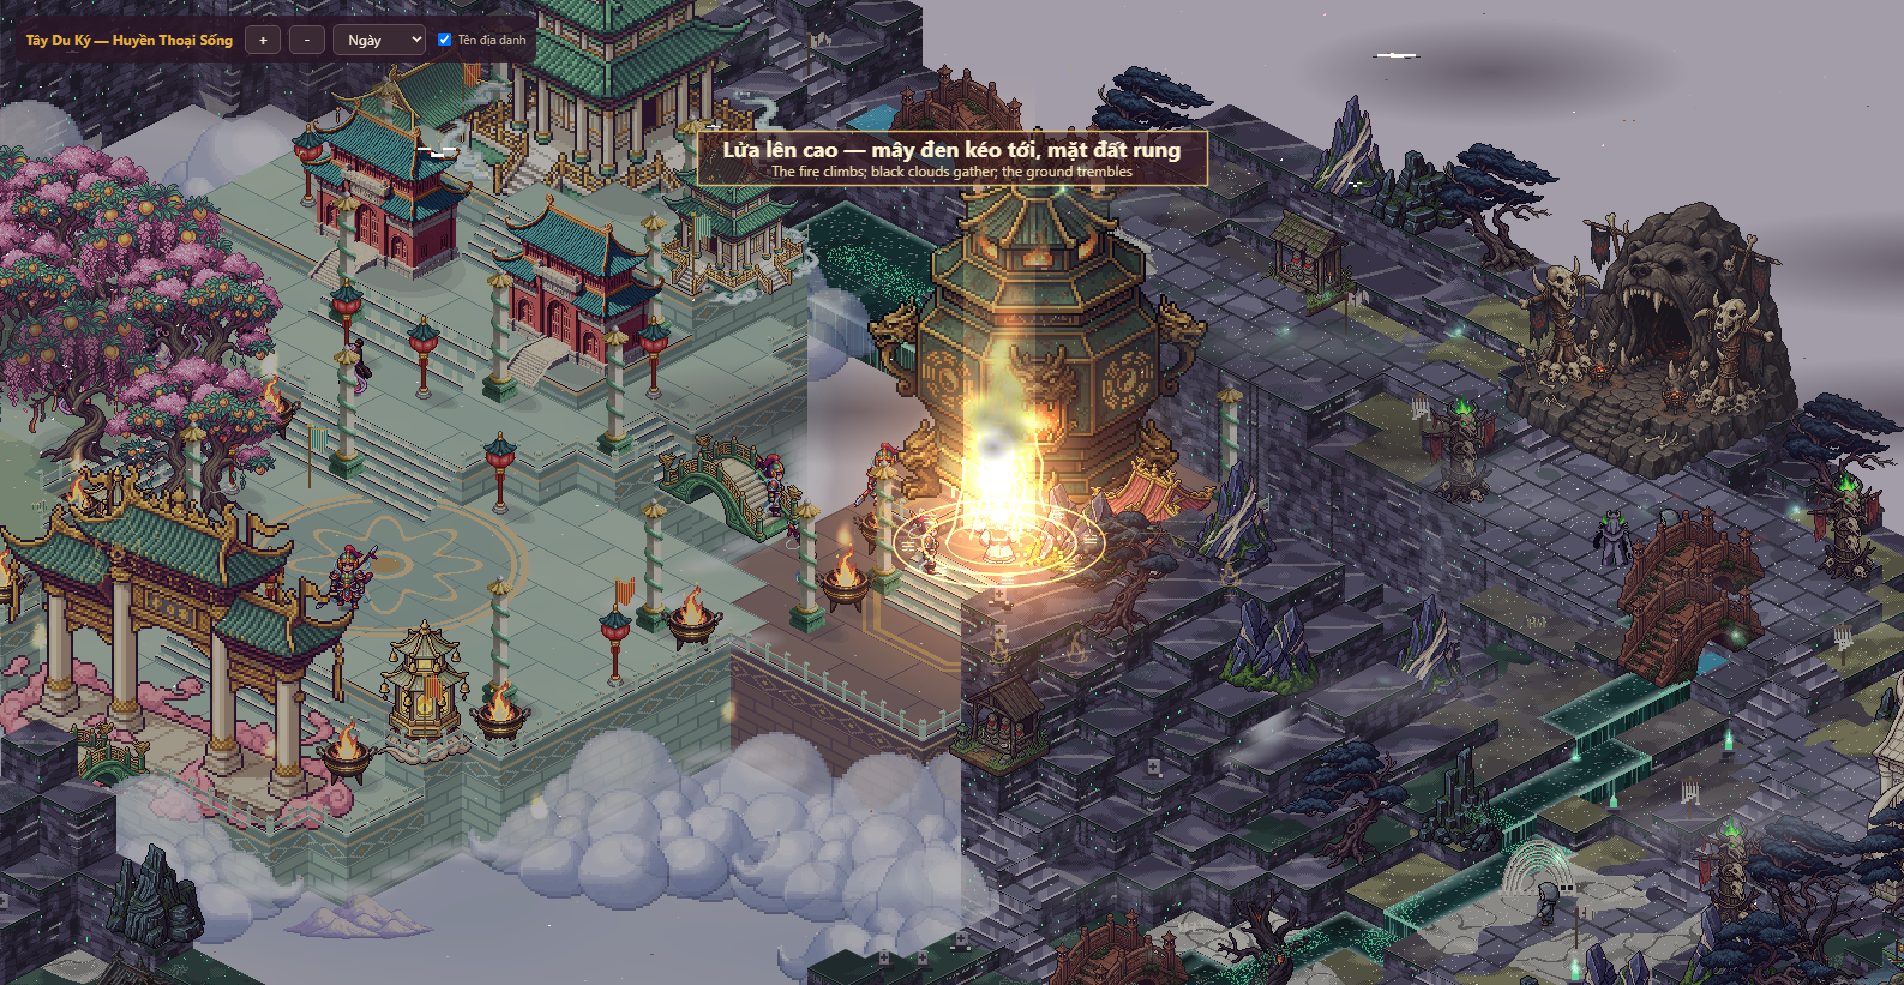 Tây Du Ký — Huyền Thoại Sống
+
-
Ngày
Tên địa danh
Lửa lên cao — mây đen kéo tới, mặt đất rung
The fire climbs; black clouds gather; the ground trembles